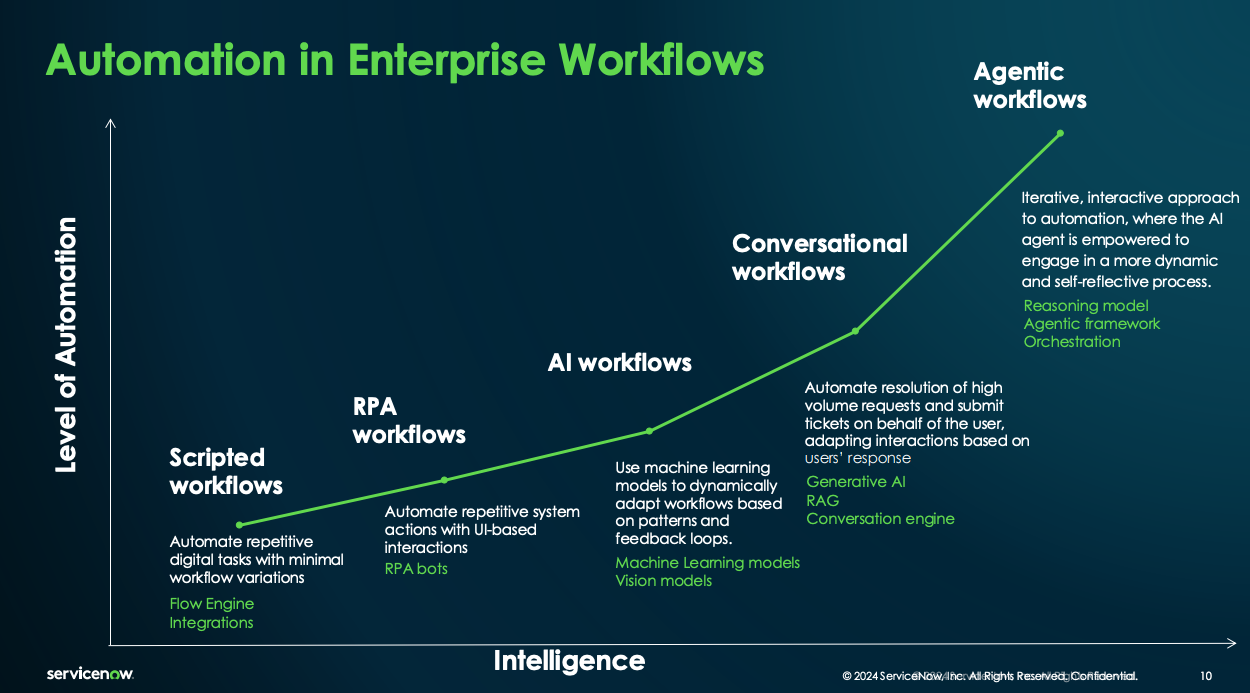 Automation in Enterprise Workflows
Level of Automation
Scripted
workflows
Automate repetitive
digital tasks with minimal
workflow variations
Flow Engine
Integrations
RPA
workflows
Automate repetitive system
actions with UI-based
interactions
RPA bots
AI workflows
Use machine learning
models to dynamically
adapt workflows based
on patterns and
feedback loops.
Machine Learning models
Vision models
Conversational
workflows
Automate resolution of high
volume requests and submit
tickets on behalf of the user,
adapting interactions based on
users’ response
Generative AI
RAG
Conversation engine
Agentic
workflows
Iterative, interactive approach
to automation, where the AI
agent is empowered to
engage in a more dynamic
and self-reflective process.
Reasoning model
Agentic framework
Orchestration
Intelligence
servicenow
© 2024 ServiceNow, Inc. All Rights Reserved. Confidential.
10